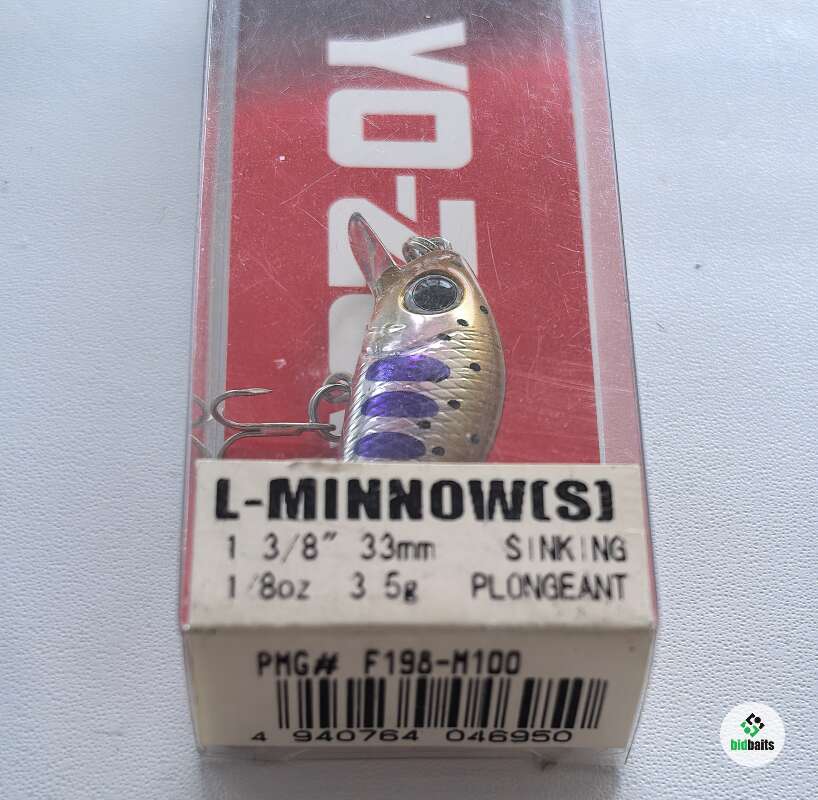 YO-Z
L-MINNOW(S)
1 3/8" 33mm SINKING
1/8oz 3.5g PLONGEANT
PMG# F198-M100
4 940764 046950
bidbaits